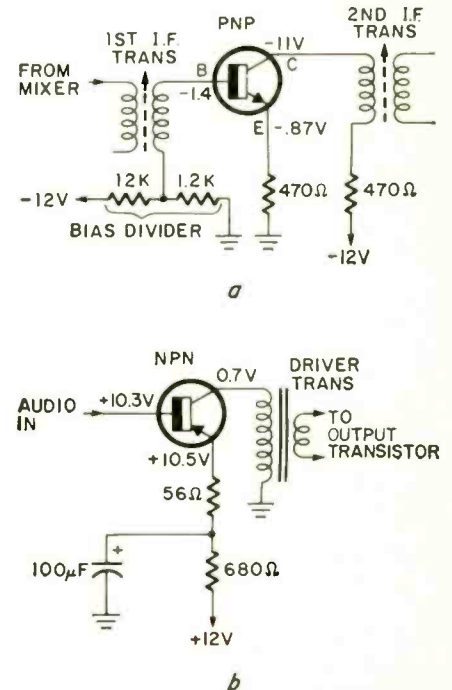 PNP
2ND I.F.
TRANS
1ST I.F.
TRANS
-11V
C
FROM
MIXER
B
-1.4
E -.87V
12K
1.2K
470Ω
470Ω
-12V
BIAS DIVIDER
-12V
a
NPN
DRIVER
TRANS
0.7V
AUDIO
IN
+10.3V
TO
OUTPUT
TRANSISTOR
+10.5V
56Ω
+
100µF
680Ω
+12V
b